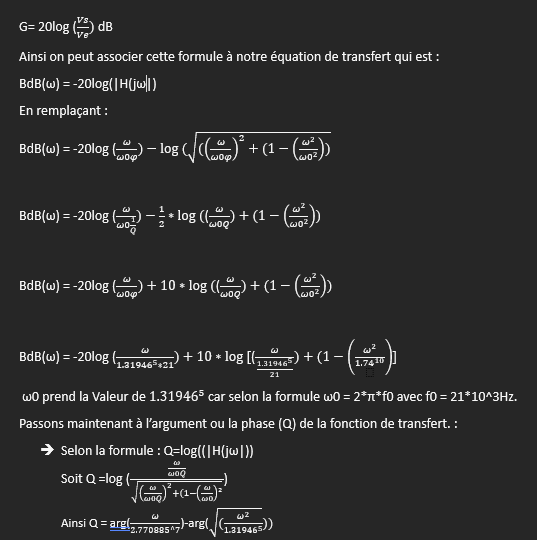 G= 20log (Vs/Ve) dB
Ainsi on peut associer cette formule à notre équation de transfert qui est :
BdB(ω) = -20log(|H(jω|)
En remplaçant :
BdB(ω) = -20log (ω/ω0φ) − log (√(((ω/ω0φ)² + (1 − (ω²/ω0²))
BdB(ω) = -20log (ω/ω0 1/Q) − 1/2 * log ((ω/ω0Q) + (1 − (ω²/ω0²))
BdB(ω) = -20log (ω/ω0φ) + 10 * log ((ω/ω0Q) + (1 − (ω²/ω0²))
BdB(ω) = -20log (ω/1.31946⁵*21) + 10 * log [(ω/(1.31946⁵/21)) + (1 − (ω²/1.74¹⁰)]
ω0 prend la Valeur de 1.31946⁵ car selon la formule ω0 = 2*π*f0 avec f0 = 21*10^3Hz.
Passons maintenant à l’argument ou la phase (Q) de la fonction de transfert. :
➔ Selon la formule : Q=log((|H(jω|))
Soit Q =log ((ω/ω0Q)/√((ω/ω0Q)²+(1−(ω/ω0)²)
Ainsi Q = arg(ω/2.770885^7)-arg(√((ω²/1.31946⁵))